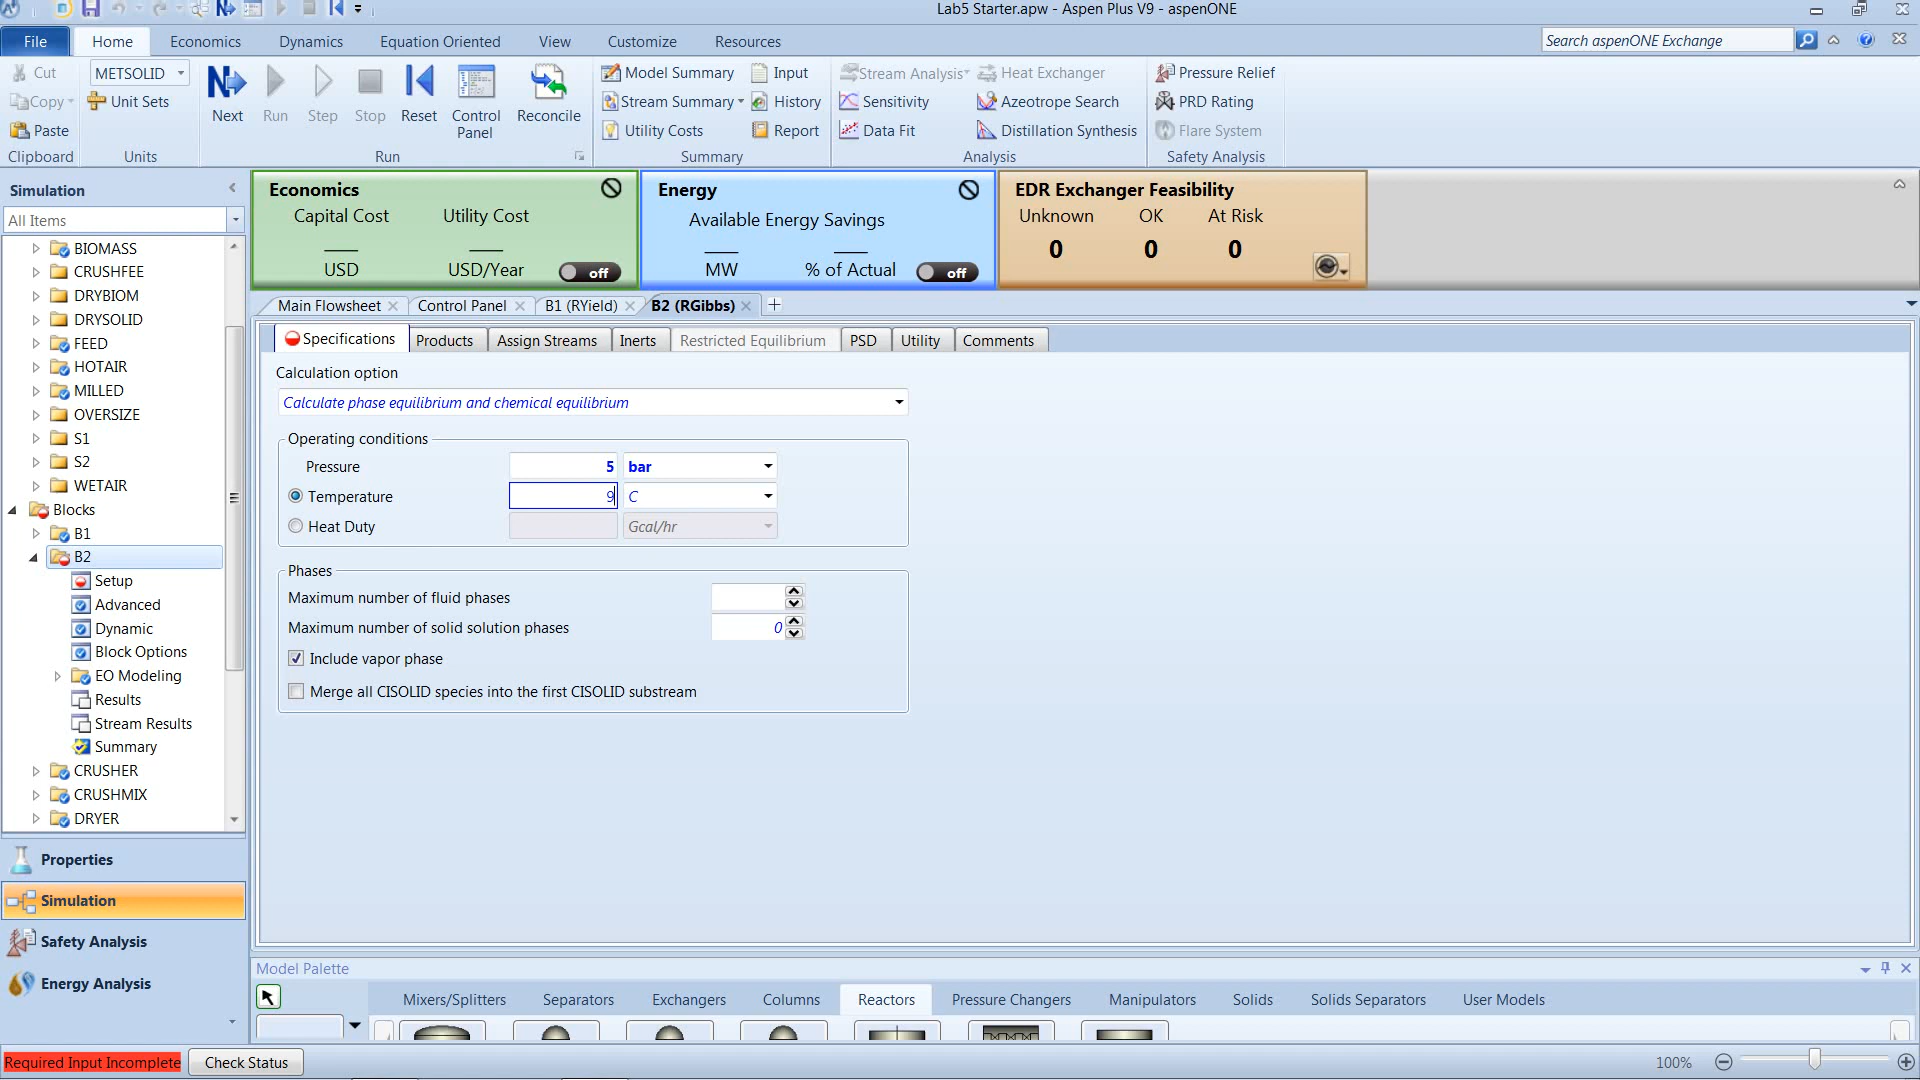 Lab5 Starter.apw - Aspen Plus V9 - aspenONE
File Home Economics Dynamics Equation Oriented View Customize Resources Search aspenONE Exchange
Cut METSOLID Model Summary Input Stream Analysis Heat Exchanger Pressure Relief
Copy Unit Sets Next Run Step Stop Reset Control Panel Reconcile Stream Summary History Sensitivity Azeotrope Search PRD Rating
Paste Utility Costs Report Data Fit Distillation Synthesis Flare System
Clipboard Units Run Summary Analysis Safety Analysis
Simulation
All Items
BIOMASS
CRUSHFEE
DRYBIOM
DRYSOLID
FEED
HOTAIR
MILLED
OVERSIZE
S1
S2
WETAIR
Blocks
B1
B2
Setup
Advanced
Dynamic
Block Options
EO Modeling
Results
Stream Results
Summary
CRUSHER
CRUSHMIX
DRYER
Properties
Simulation
Safety Analysis
Energy Analysis
Economics
Capital Cost Utility Cost
USD USD/Year off
Energy
Available Energy Savings
MW % of Actual off
EDR Exchanger Feasibility
Unknown OK At Risk
0 0 0
Main Flowsheet Control Panel B1 (RYield) B2 (RGibbs)
Specifications Products Assign Streams Inerts Restricted Equilibrium PSD Utility Comments
Calculation option
Calculate phase equilibrium and chemical equilibrium
Operating conditions
Pressure 5 bar
Temperature 9 C
Heat Duty Gcal/hr
Phases
Maximum number of fluid phases
Maximum number of solid solution phases 0
Include vapor phase
Merge all CISOLID species into the first CISOLID substream
Model Palette
Mixers/Splitters Separators Exchangers Columns Reactors Pressure Changers Manipulators Solids Solids Separators User Models
Required Input Incomplete Check Status 100%